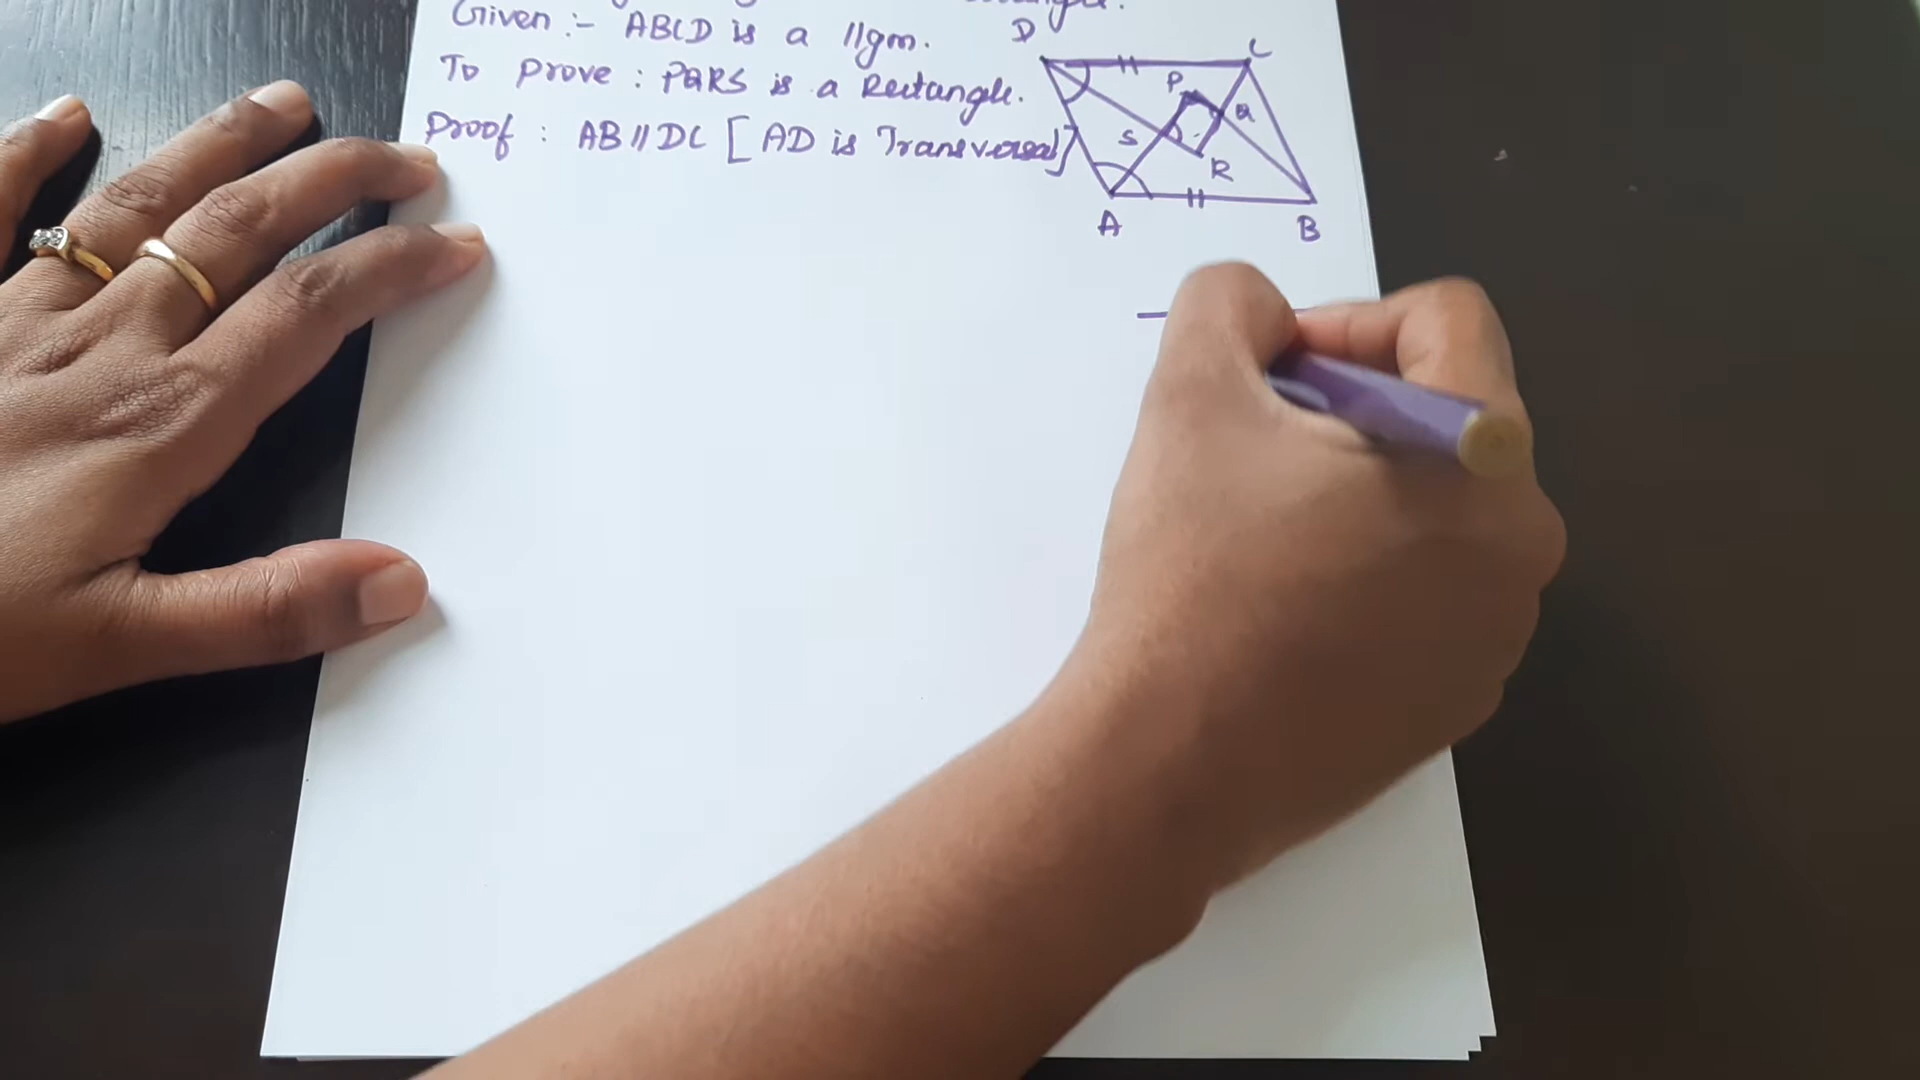 Given :- ABCD is a //gm.
To prove : PQRS is a Rectangle.
Proof : AB // DC [ AD is Transversal]
D
C
P
Q
S
R
A
B